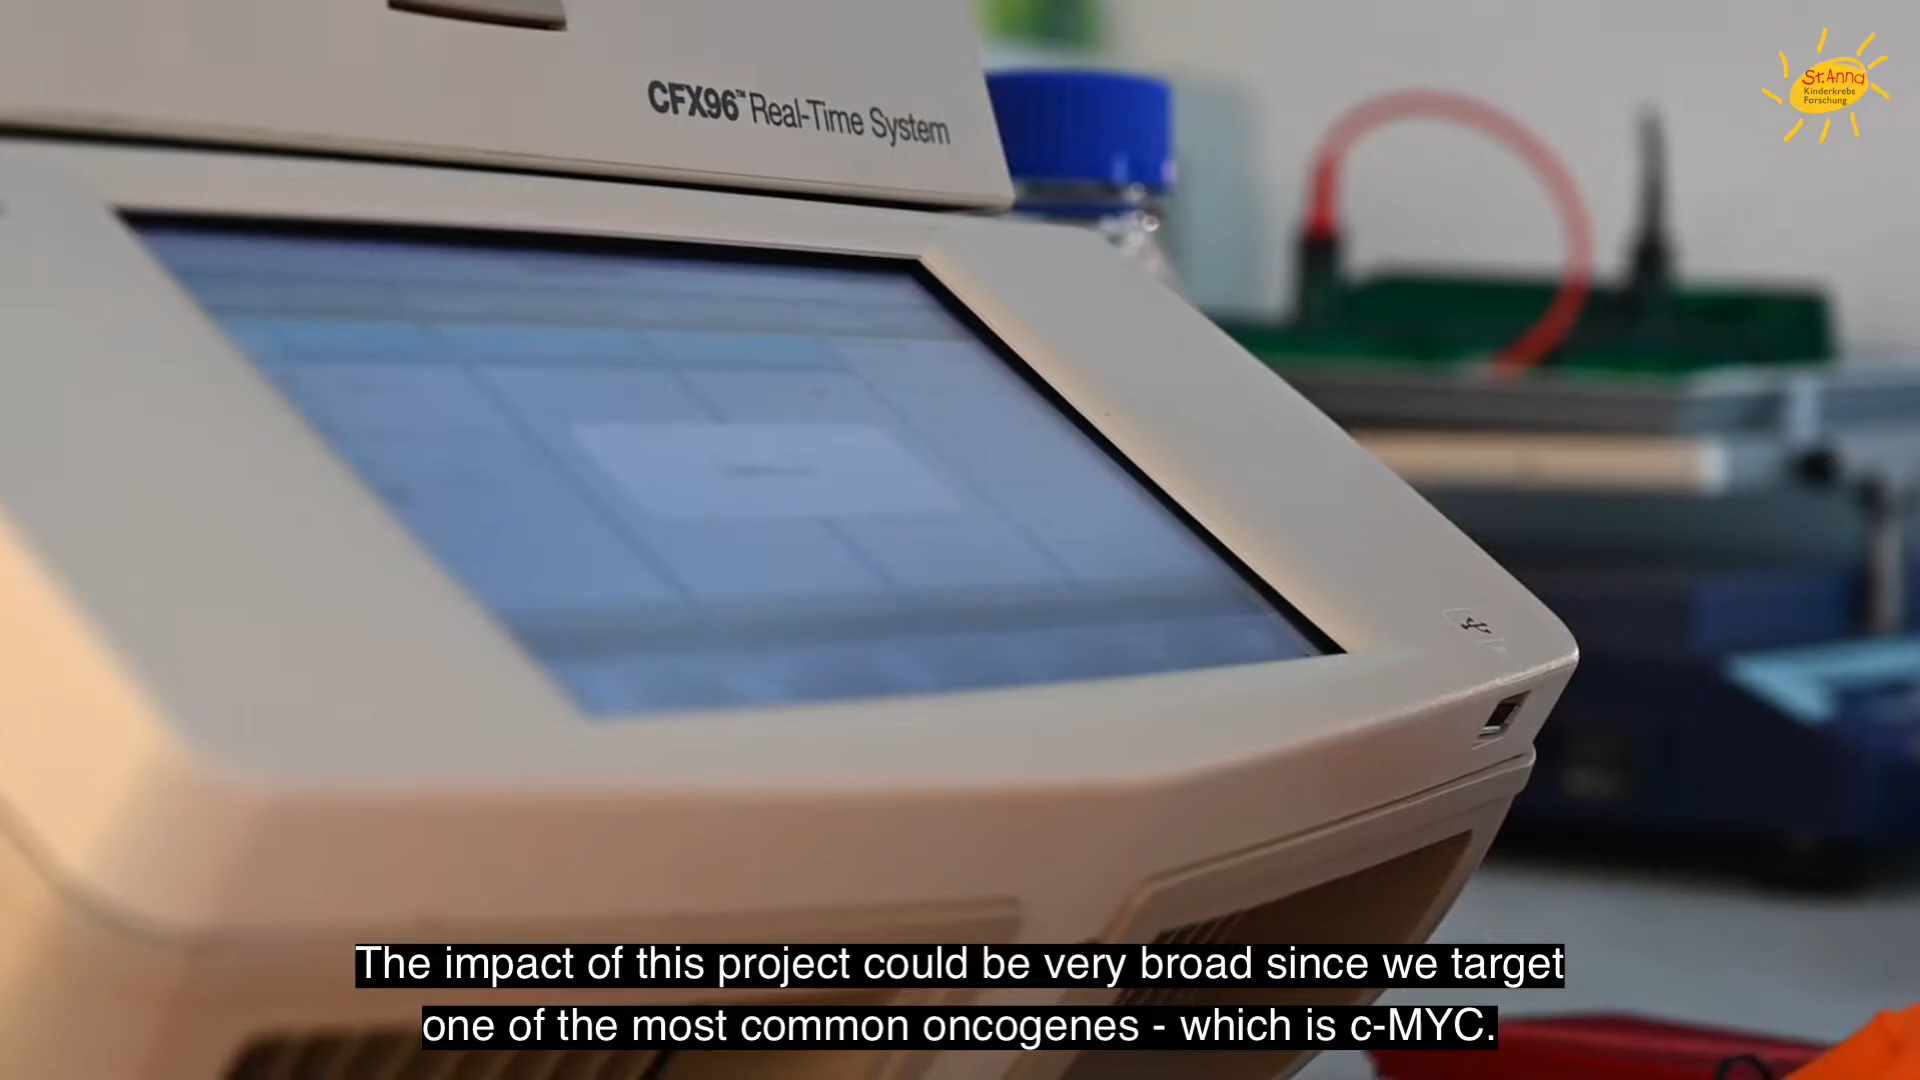 CFX96™ Real-Time System
St. Anna
Kinderkrebs
Forschung
The impact of this project could be very broad since we target
one of the most common oncogenes - which is c-MYC.